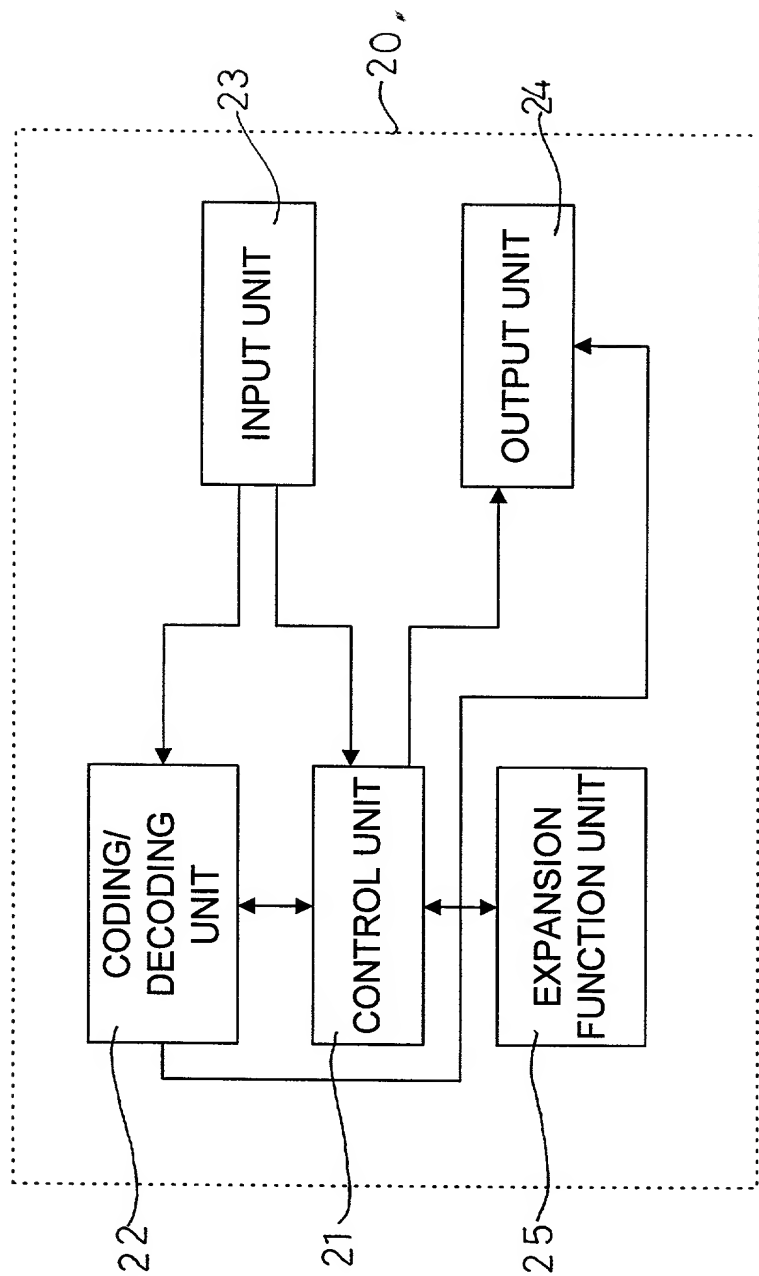 20
22
CODING/
DECODING
UNIT
INPUT UNIT
23
21
CONTROL UNIT
25
EXPANSION
FUNCTION UNIT
OUTPUT UNIT
24